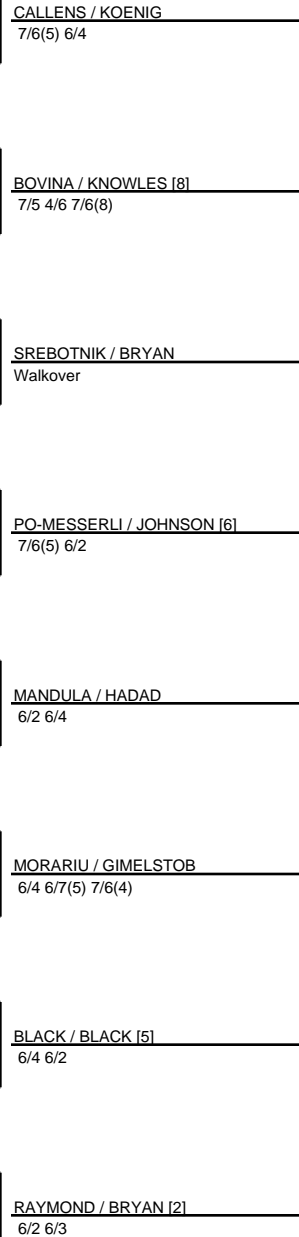 CALLENS / KOENIG
7/6(5) 6/4
BOVINA / KNOWLES [8]
7/5 4/6 7/6(8)
SREBOTNIK / BRYAN
Walkover
PO-MESSERLI / JOHNSON [6]
7/6(5) 6/2
MANDULA / HADAD
6/2 6/4
MORARIU / GIMELSTOB
6/4 6/7(5) 7/6(4)
BLACK / BLACK [5]
6/4 6/2
RAYMOND / BRYAN [2]
6/2 6/3